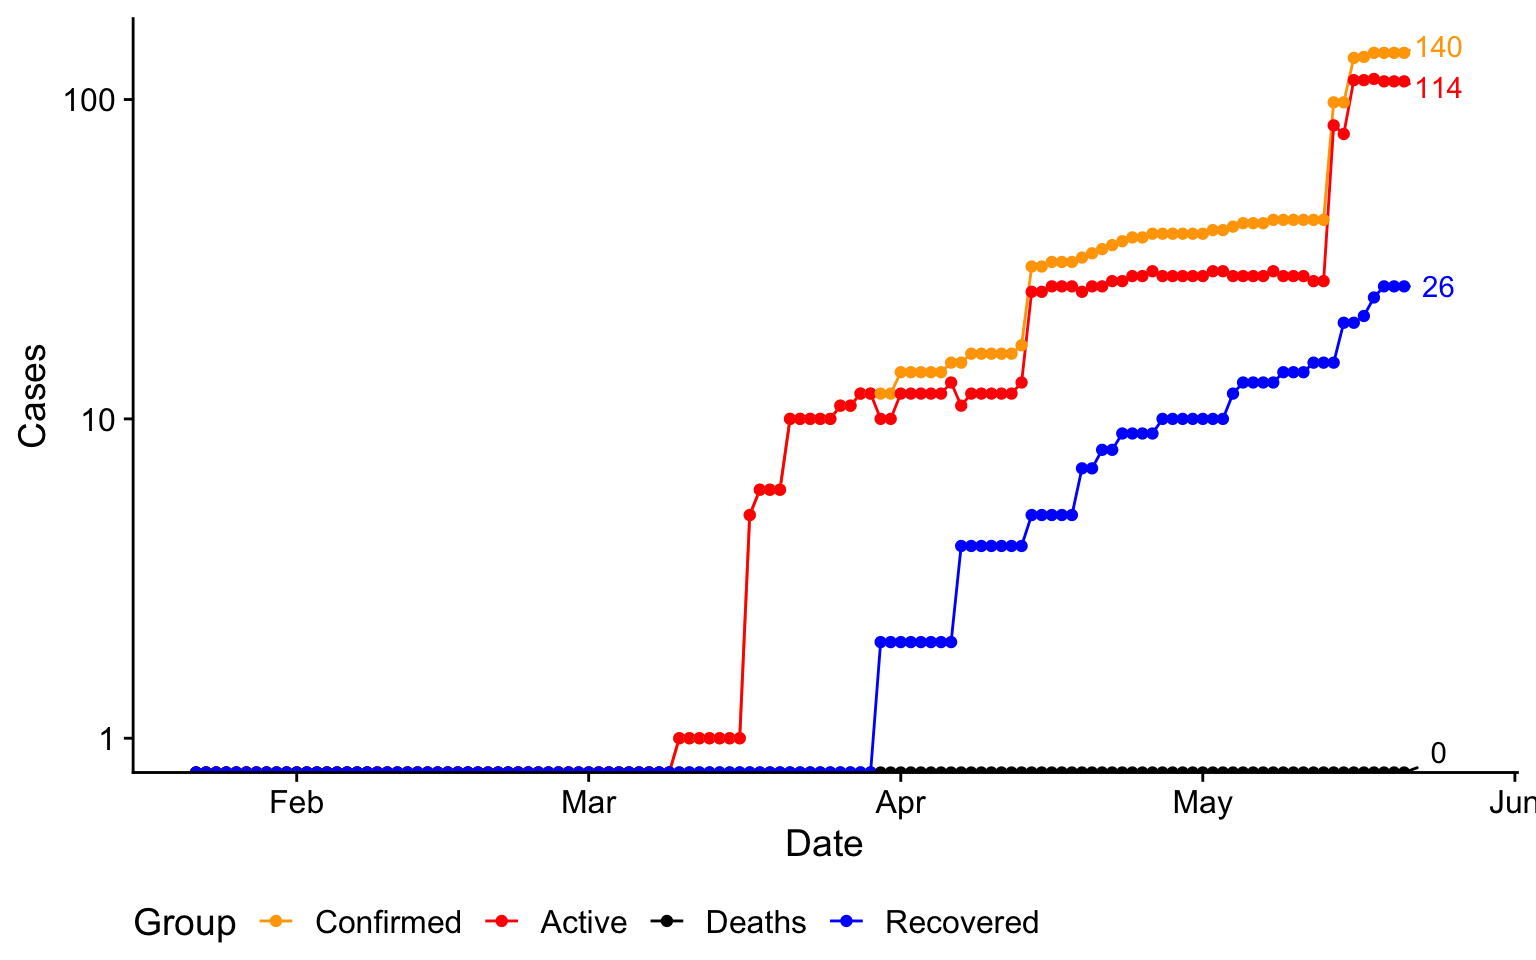 140
114
100
26
Cases
10
1
0
Feb Mar Apr May Jun
Date
Group Confirmed Active Deaths Recovered